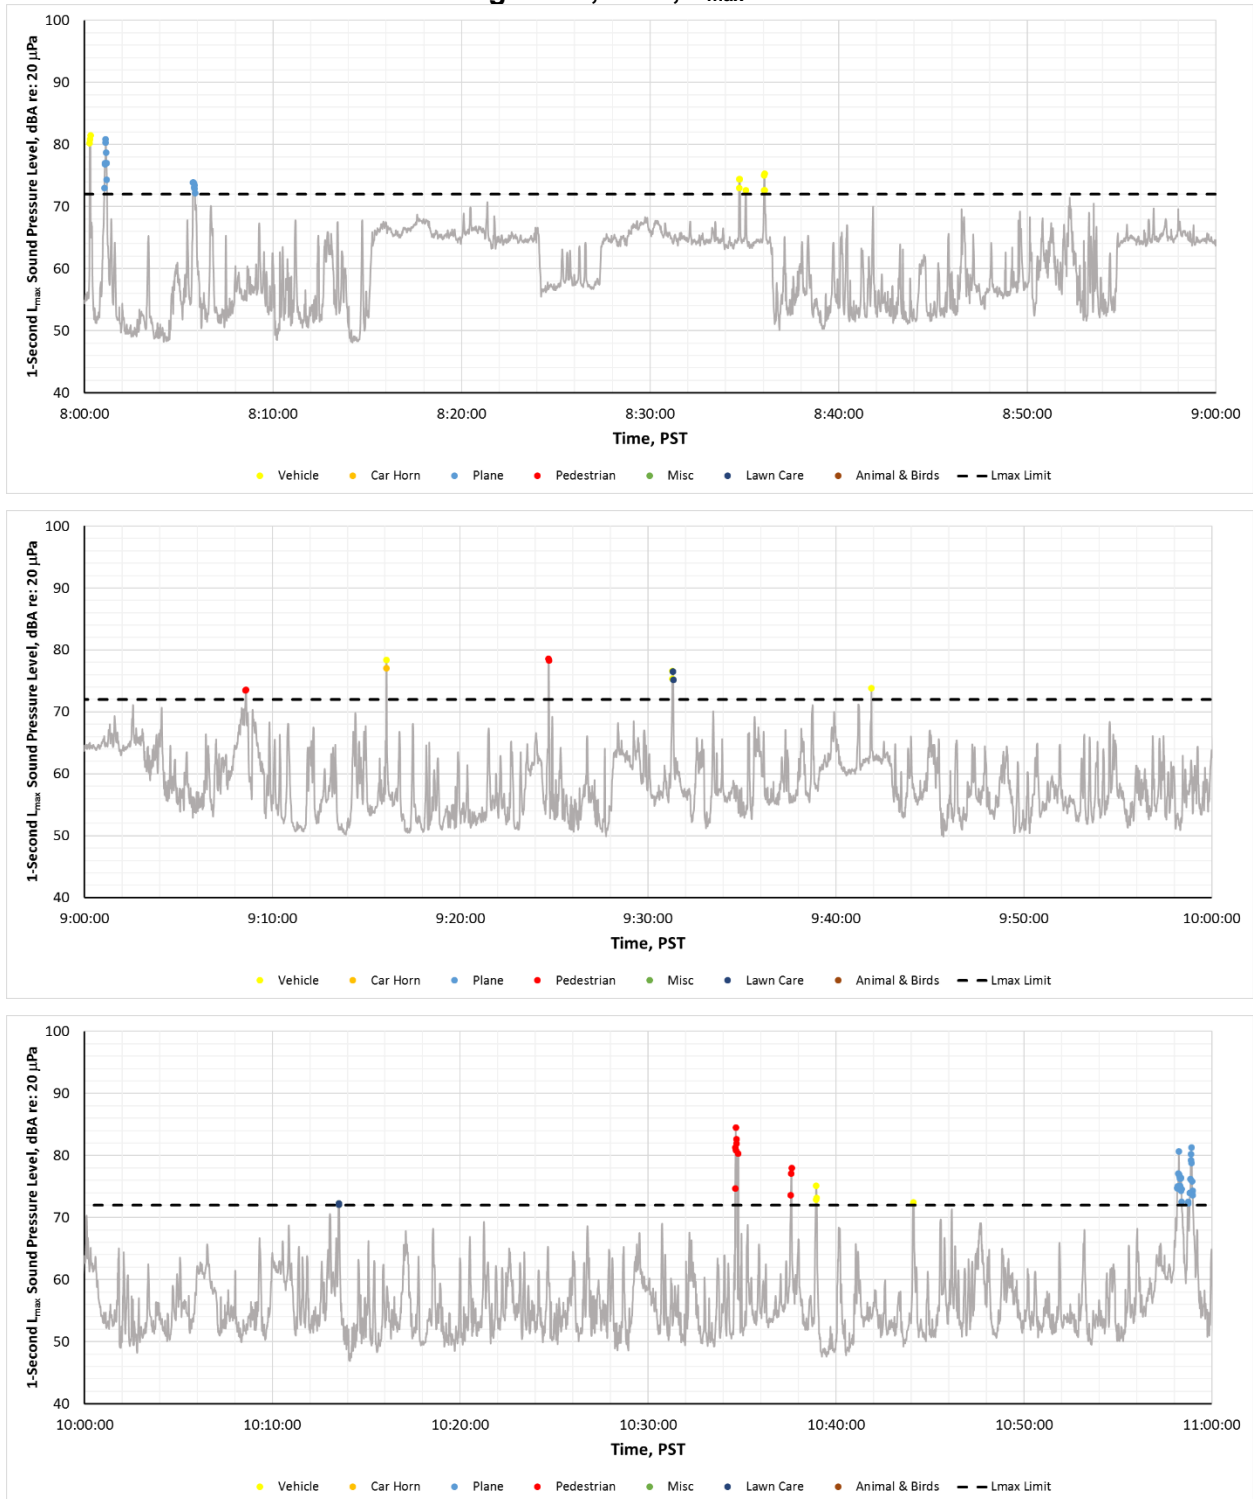 100
90
80
70
60
50
40
1-Second Lmax Sound Pressure Level, dBA re: 20 µPa
8:00:00 8:10:00 8:20:00 8:30:00 8:40:00 8:50:00 9:00:00
Time, PST
Vehicle Car Horn Plane Pedestrian Misc Lawn Care Animal & Birds Lmax Limit
100
90
80
70
60
50
40
1-Second Lmax Sound Pressure Level, dBA re: 20 µPa
9:00:00 9:10:00 9:20:00 9:30:00 9:40:00 9:50:00 10:00:00
Time, PST
Vehicle Car Horn Plane Pedestrian Misc Lawn Care Animal & Birds Lmax Limit
100
90
80
70
60
50
40
1-Second Lmax Sound Pressure Level, dBA re: 20 µPa
10:00:00 10:10:00 10:20:00 10:30:00 10:40:00 10:50:00 11:00:00
Time, PST
Vehicle Car Horn Plane Pedestrian Misc Lawn Care Animal & Birds Lmax Limit